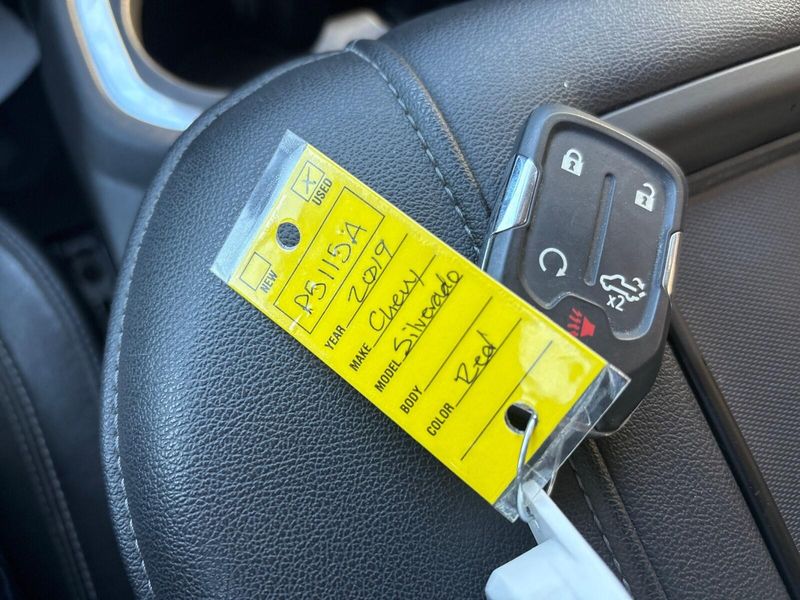 X USED
NEW
P5115A
YEAR 2019
MAKE Chevy
MODEL Silverado
BODY
COLOR Red
x2